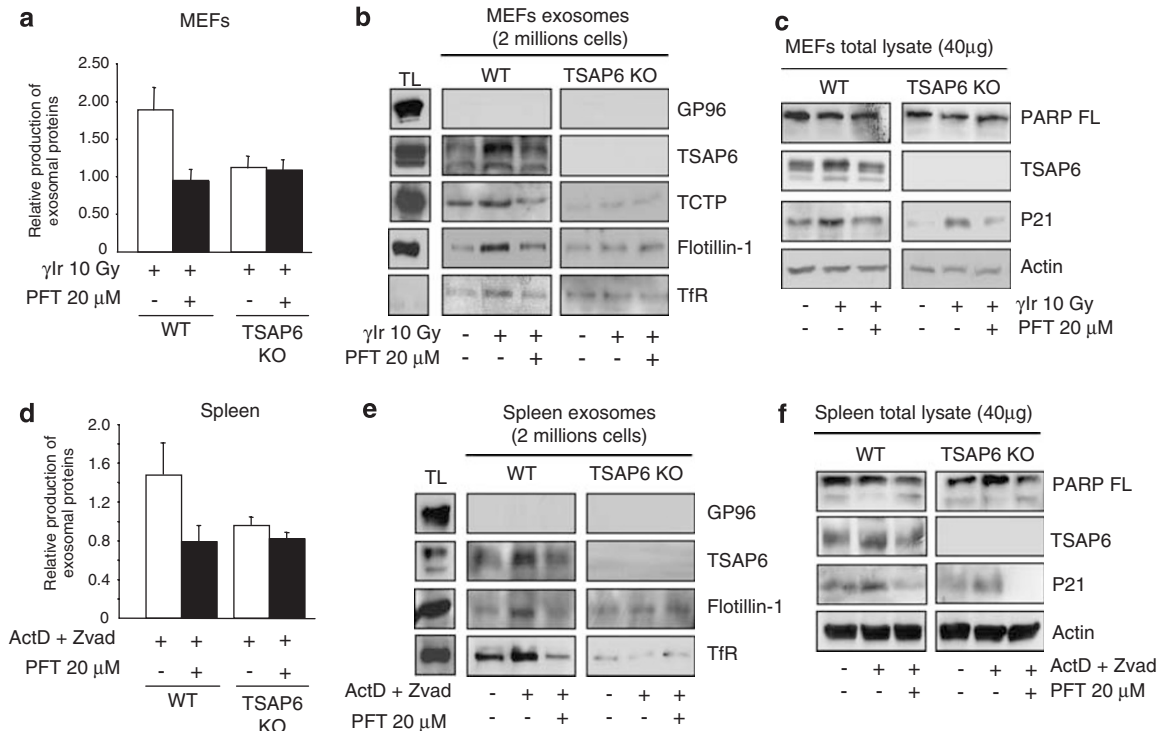 a
MEFs
2.50
2.00
1.50
1.00
0.50
0
Relative production of
exosomal proteins
γIr 10 Gy + + + +
PFT 20 μM - + - +
WT
TSAP6
KO
b
MEFs exosomes
(2 millions cells)
TL
WT
TSAP6 KO
GP96
TSAP6
TCTP
Flotillin-1
TfR
γIr 10 Gy - + + - + +
PFT 20 μM - - + - - +
c
MEFs total lysate (40μg)
WT
TSAP6 KO
PARP FL
TSAP6
P21
Actin
- + + - + + γIr 10 Gy
- - + - - + PFT 20 μM
d
Spleen
2.0
1.6
1.2
0.8
0.4
0
Relative production of
exosomal proteins
ActD + Zvad + + + +
PFT 20 μM - + - +
WT
TSAP6
KO
e
Spleen exosomes
(2 millions cells)
TL
WT
TSAP6 KO
GP96
TSAP6
Flotillin-1
TfR
ActD + Zvad - + + - + +
PFT 20 μM - - + - - +
f
Spleen total lysate (40μg)
WT
TSAP6 KO
PARP FL
TSAP6
P21
Actin
- + + - + + ActD + Zvad
- - + - - + PFT 20 μM